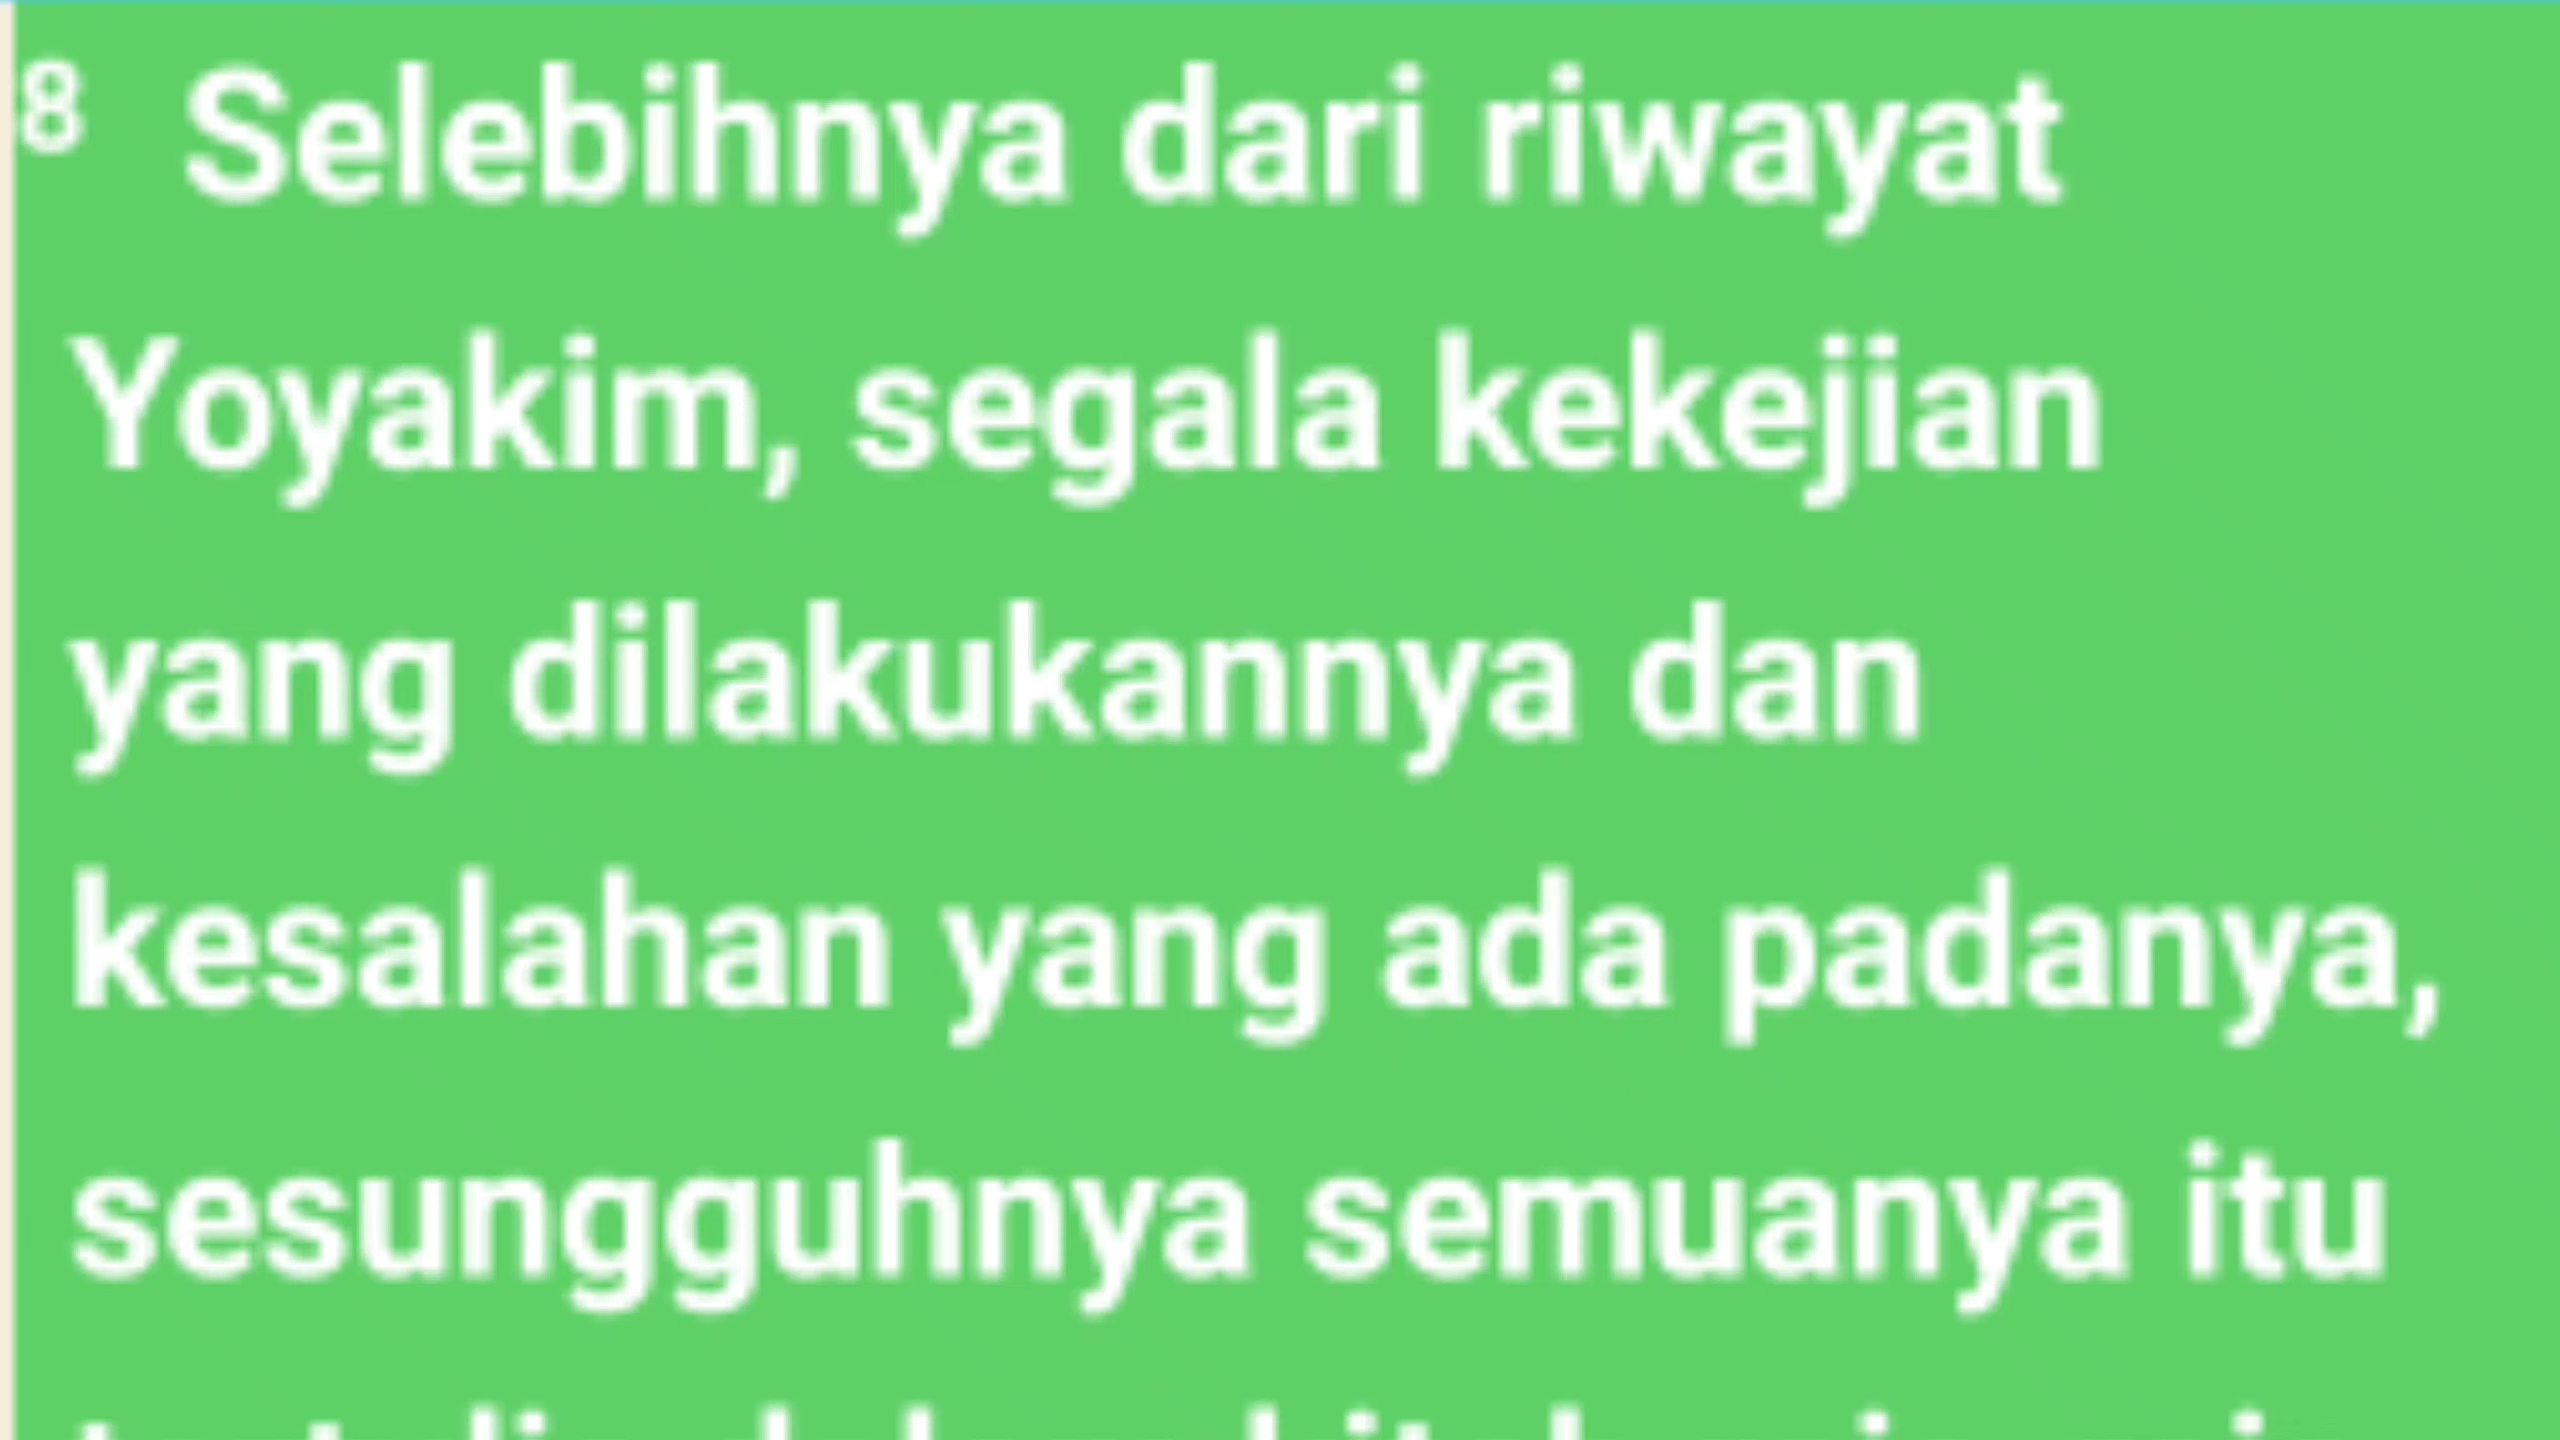 8 Selebihnya dari riwayat
Yoyakim, segala kekejian
yang dilakukannya dan
kesalahan yang ada padanya,
sesungguhnya semuanya itu